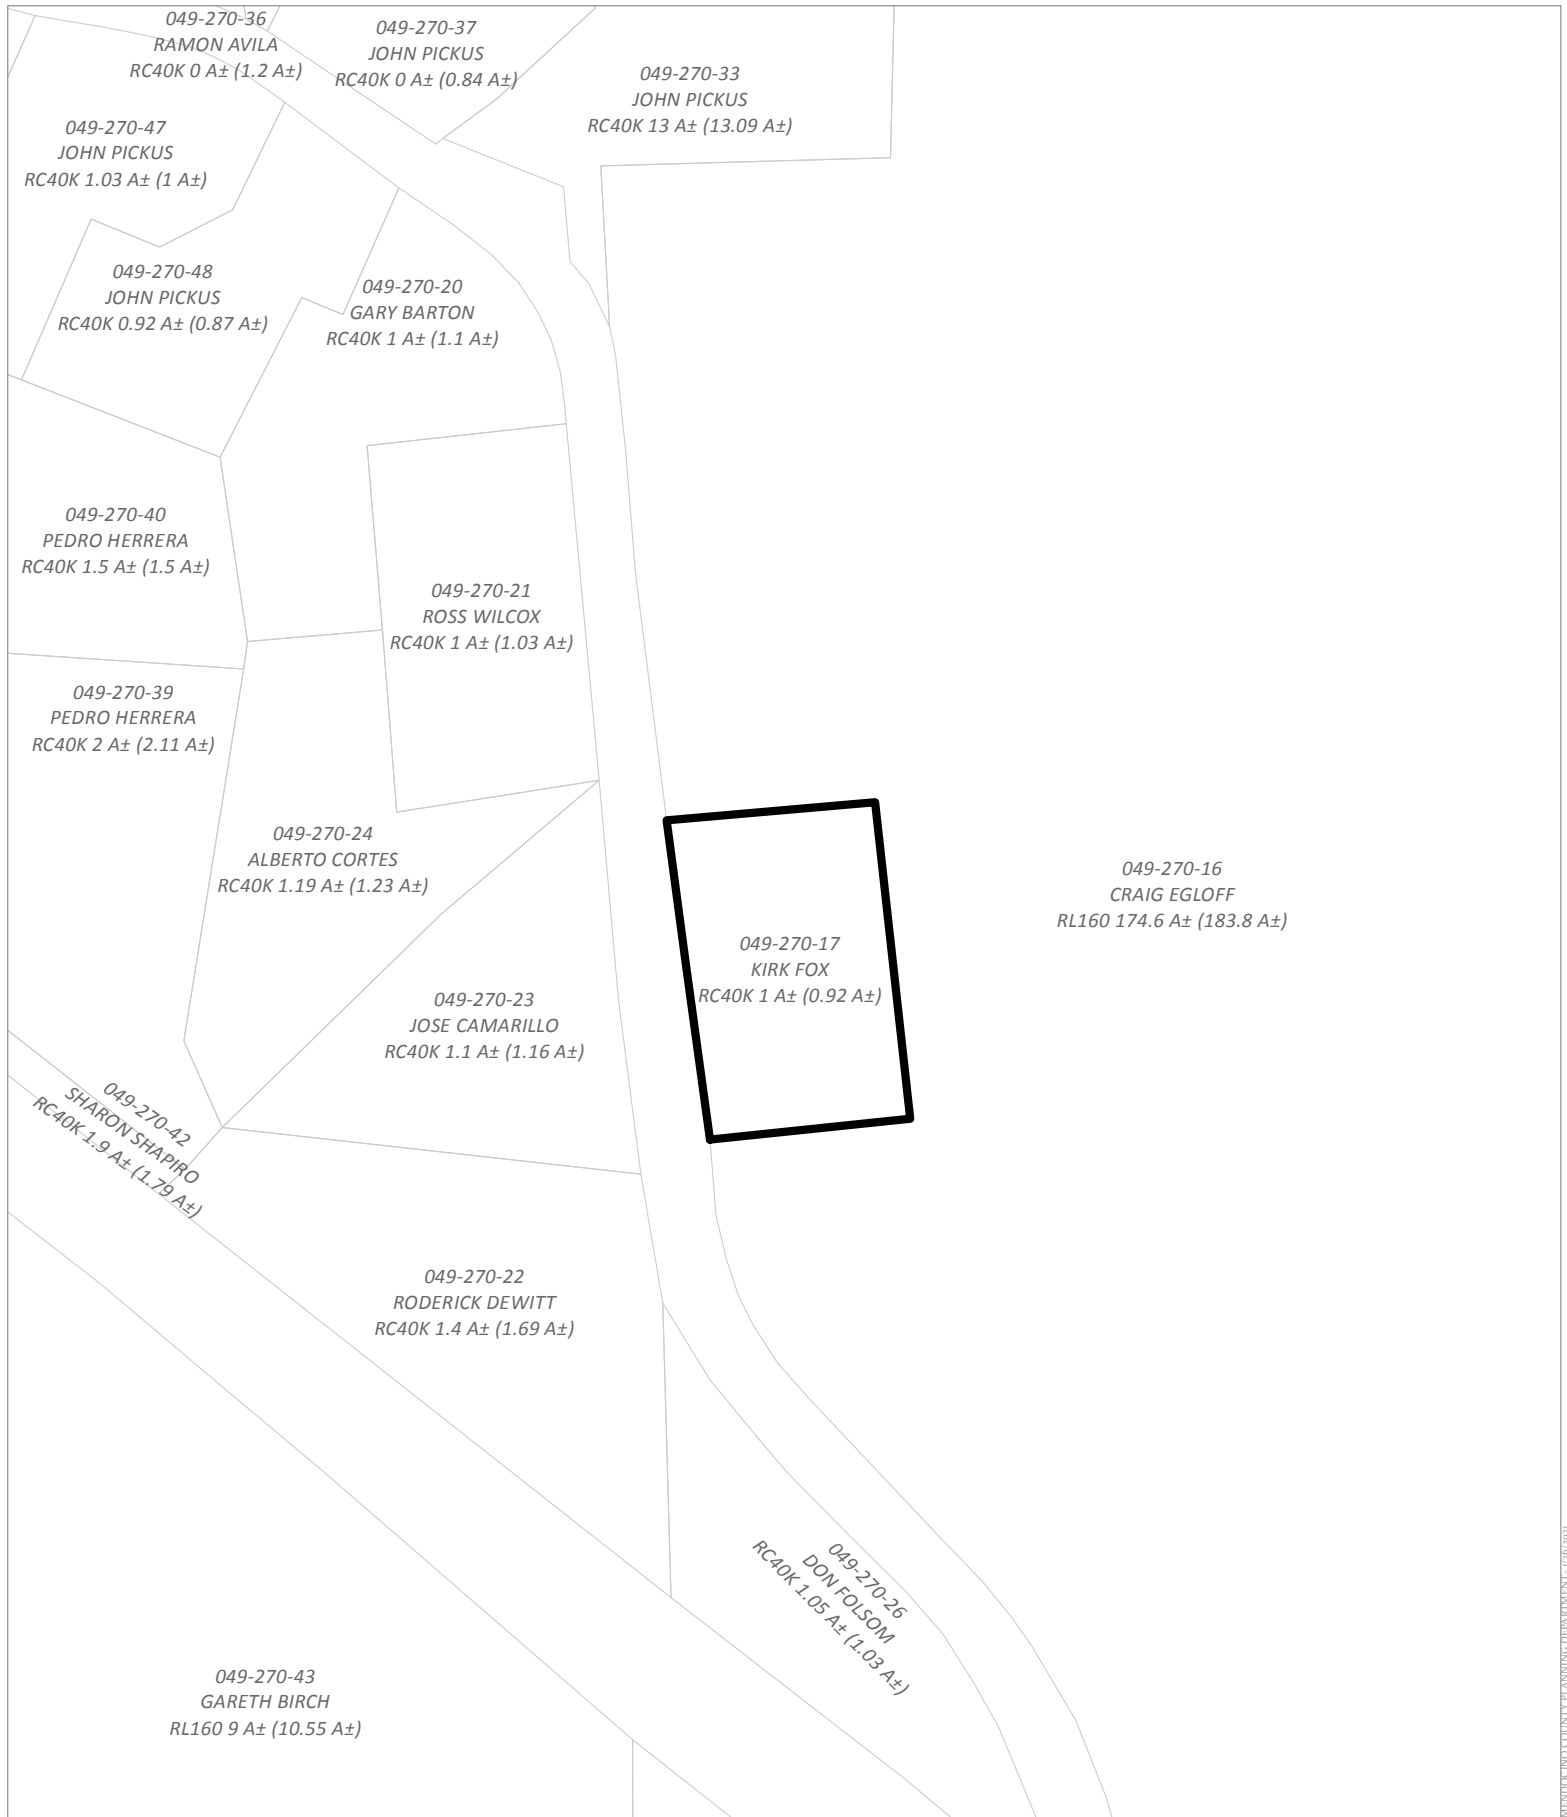 049-270-36
RAMON AVILA
RC40K 0 A± (1.2 A±)
049-270-37
JOHN PICKUS
RC40K 0 A± (0.84 A±)
049-270-33
JOHN PICKUS
RC40K 13 A± (13.09 A±)
049-270-47
JOHN PICKUS
RC40K 1.03 A± (1 A±)
049-270-48
JOHN PICKUS
RC40K 0.92 A± (0.87 A±)
049-270-20
GARY BARTON
RC40K 1 A± (1.1 A±)
049-270-40
PEDRO HERRERA
RC40K 1.5 A± (1.5 A±)
049-270-21
ROSS WILCOX
RC40K 1 A± (1.03 A±)
049-270-39
PEDRO HERRERA
RC40K 2 A± (2.11 A±)
049-270-24
ALBERTO CORTES
RC40K 1.19 A± (1.23 A±)
049-270-16
CRAIG EGLOFF
RL160 174.6 A± (183.8 A±)
049-270-17
KIRK FOX
RC40K 1 A± (0.92 A±)
049-270-23
JOSE CAMARILLO
RC40K 1.1 A± (1.16 A±)
049-270-42
SHARON SHAPIRO
RC40K 1.9 A± (1.79 A±)
049-270-22
RODERICK DEWITT
RC40K 1.4 A± (1.69 A±)
049-270-26
DON FOLSOM
RC40K 1.05 A± (1.03 A±)
049-270-43
GARETH BIRCH
RL160 9 A± (10.55 A±)
MENDOCINO COUNTY PLANNING DEPARTMENT -